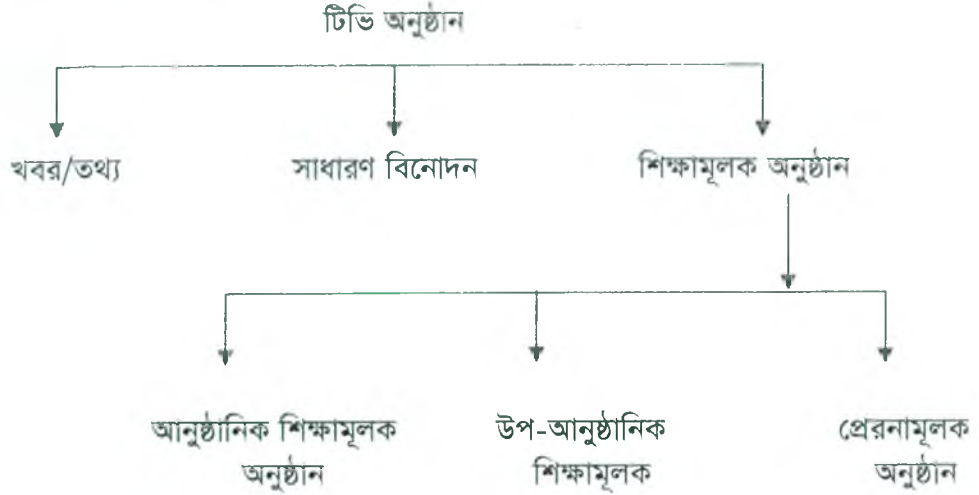 টিভি অনুষ্ঠান
খবর/তথ্য
সাধারণ বিনোদন
শিক্ষামূলক অনুষ্ঠান
আনুষ্ঠানিক শিক্ষামূলক
অনুষ্ঠান
উপ-আনুষ্ঠানিক
শিক্ষামূলক
প্রেরনামূলক
অনুষ্ঠান